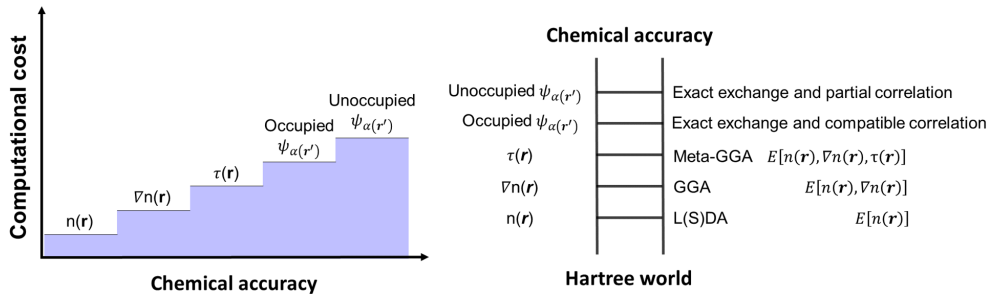 Computational cost
n(r)
∇n(r)
τ(r)
Occupied
ψα(r′)
Unoccupied
ψα(r′)
Chemical accuracy
Chemical accuracy
Unoccupied ψα(r′) Exact exchange and partial correlation
Occupied ψα(r′) Exact exchange and compatible correlation
τ(r) Meta-GGA E[n(r),∇n(r),τ(r)]
∇n(r) GGA E[n(r),∇n(r)]
n(r) L(S)DA E[n(r)]
Hartree world